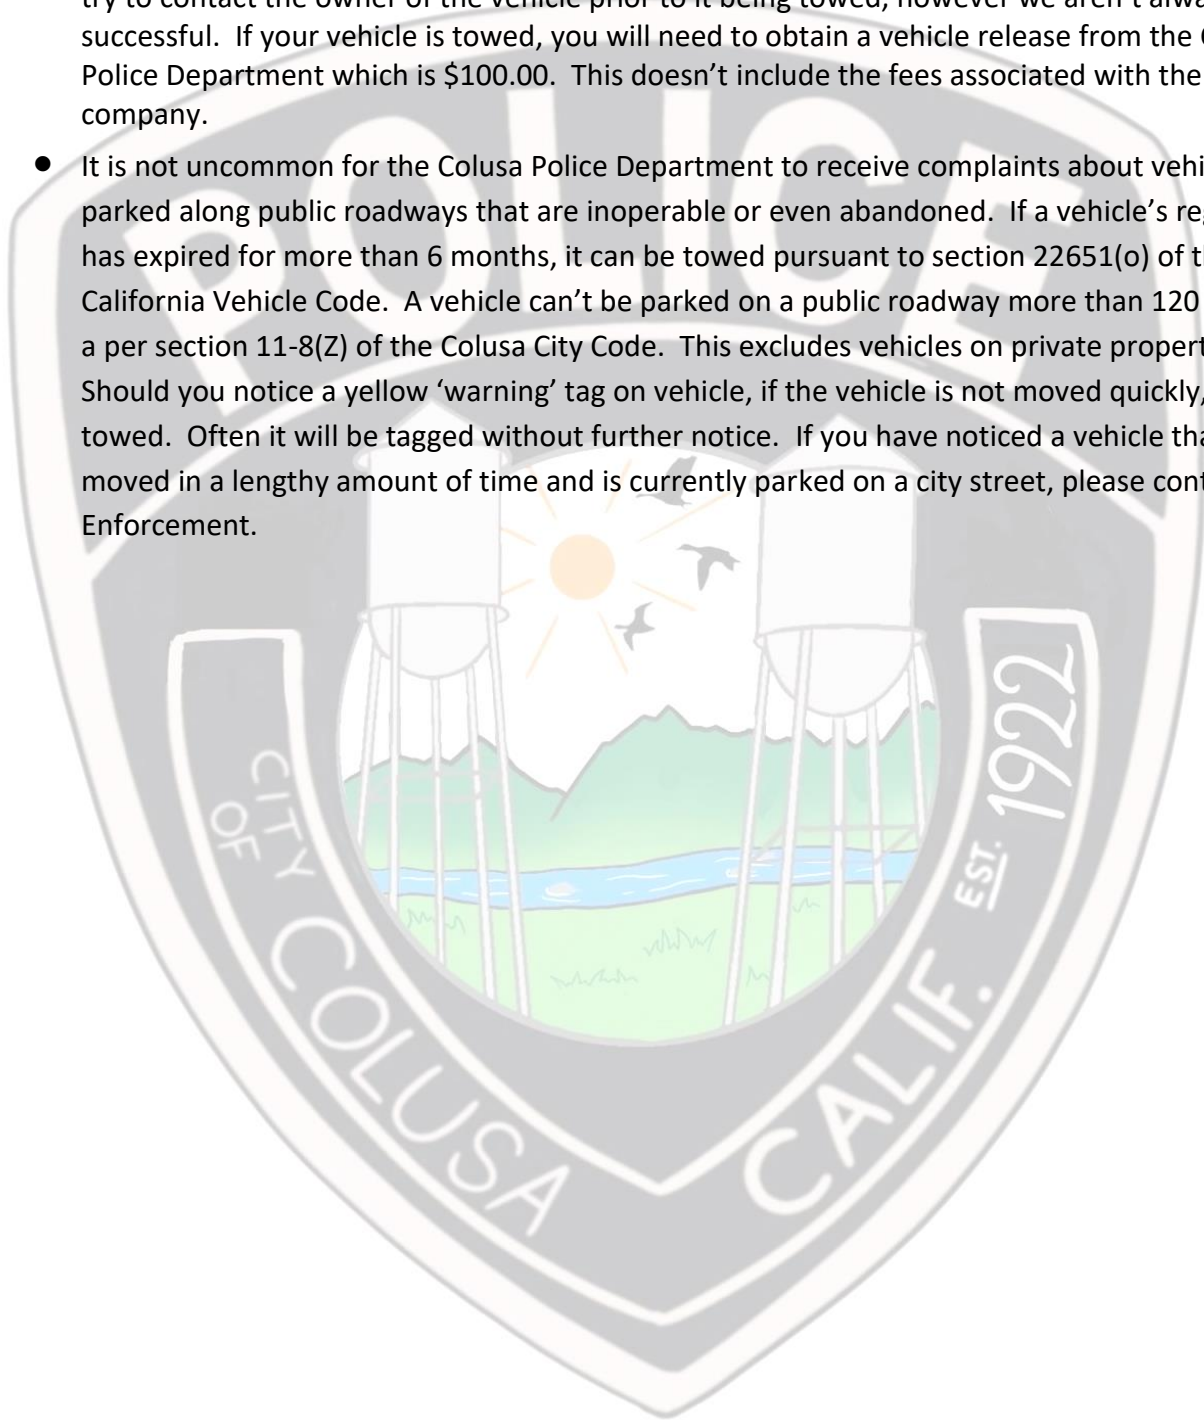 try to contact the owner of the vehicle prior to it being towed, however we aren't
successful. If your vehicle is towed, you will need to obtain a vehicle release from the
Police Department which is $100.00. This doesn't include the fees associated with the
company.
● It is not uncommon for the Colusa Police Department to receive complaints about
parked along public roadways that are inoperable or even abandoned. If a vehicle's
has expired for more than 6 months, it can be towed pursuant to section 22651(o) of
California Vehicle Code. A vehicle can't be parked on a public roadway more than 120
a per section 11-8(Z) of the Colusa City Code. This excludes vehicles on private
Should you notice a yellow 'warning' tag on vehicle, if the vehicle is not moved quickly,
towed. Often it will be tagged without further notice. If you have noticed a vehicle
moved in a lengthy amount of time and is currently parked on a city street, please
Enforcement.
POLICE
CITY OF COLUSA
CALIF.
EST. 1922